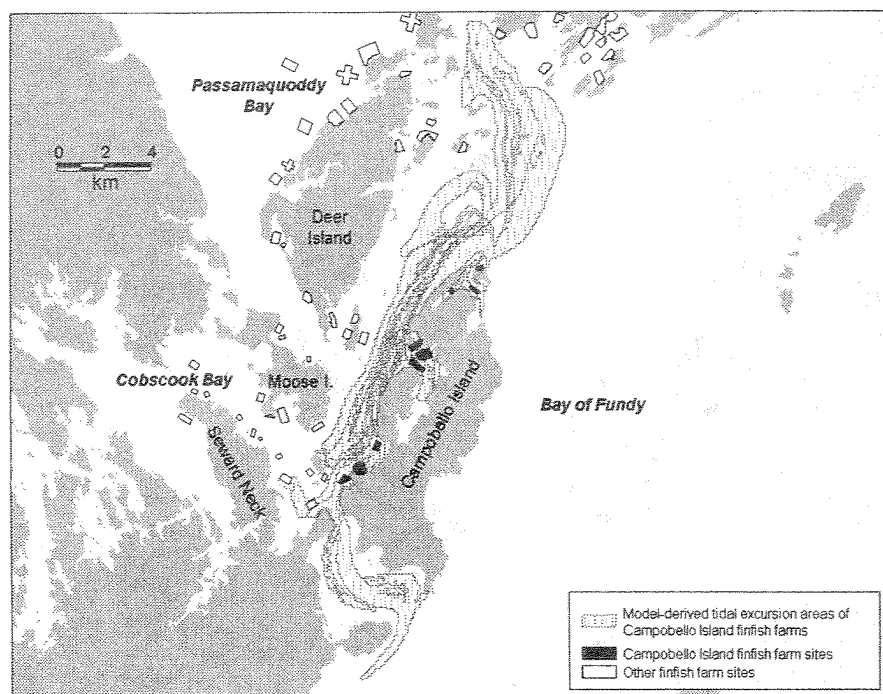 Passamaquoddy
Bay
0 2 4
km
Deer
Island
Cobscook Bay
Moose I.
Seward Neck
Campobello Island
Bay of Fundy
Model-derived tidal excursion areas of
Campobello Island finfish farms
Campobello Island finfish farm sites
Other finfish farm sites